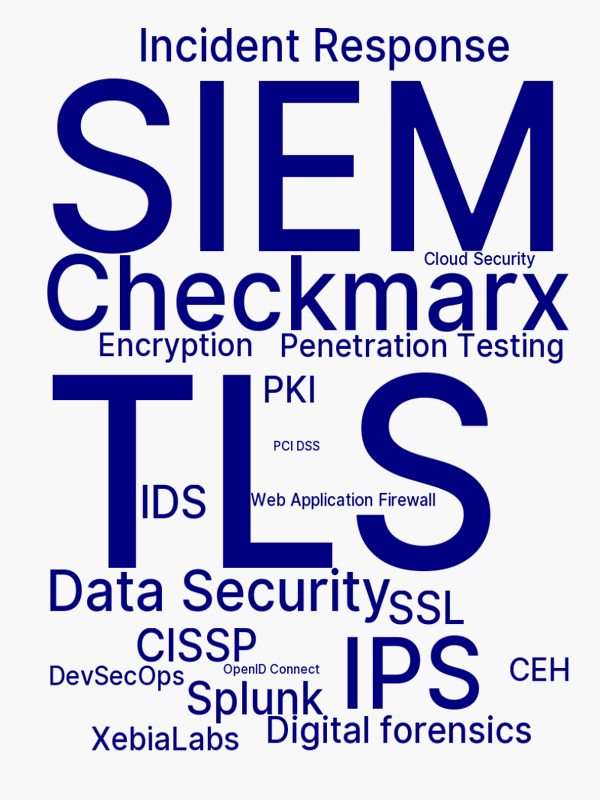 Incident Response
SIEM
Cloud Security
Checkmarx
Encryption
Penetration Testing
TLS
PKI
PCI DSS
IDS
Web Application Firewall
Data Security
SSL
CISSP
IPS
OpenID Connect
CEH
DevSecOps
Splunk
Digital forensics
XebiaLabs